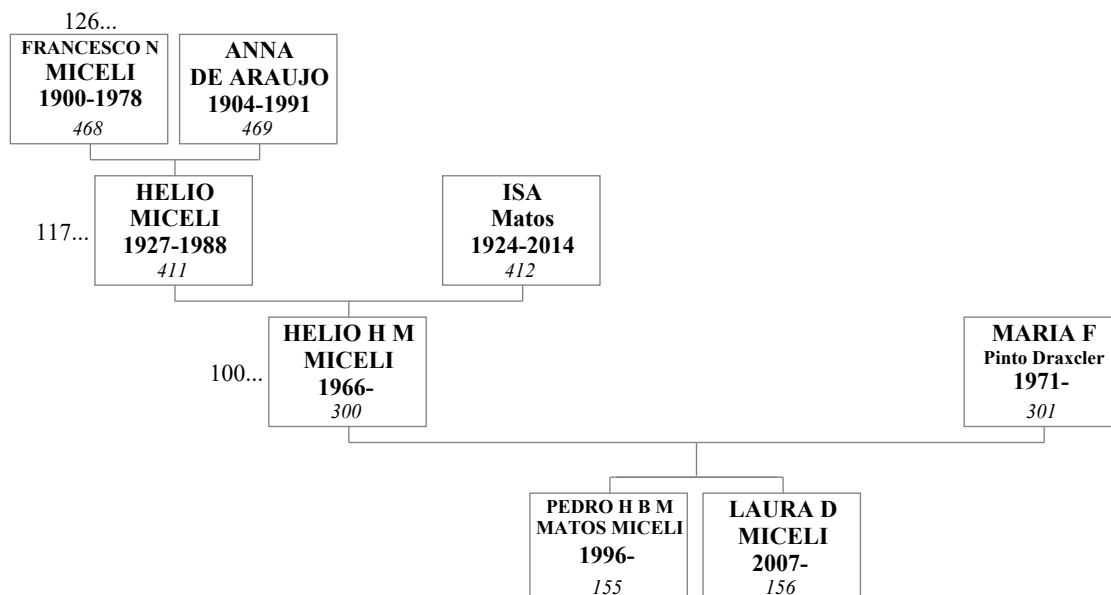 126...
FRANCESCO N
MICELI
1900-1978
468
ANNA
DE ARAUJO
1904-1991
469
117...
HELIO
MICELI
1927-1988
411
ISA
Matos
1924-2014
412
100...
HELIO H M
MICELI
1966-
300
MARIA F
Pinto Draxcler
1971-
301
PEDRO H B M
MATOS MICELI
1996-
155
LAURA D
MICELI
2007-
156